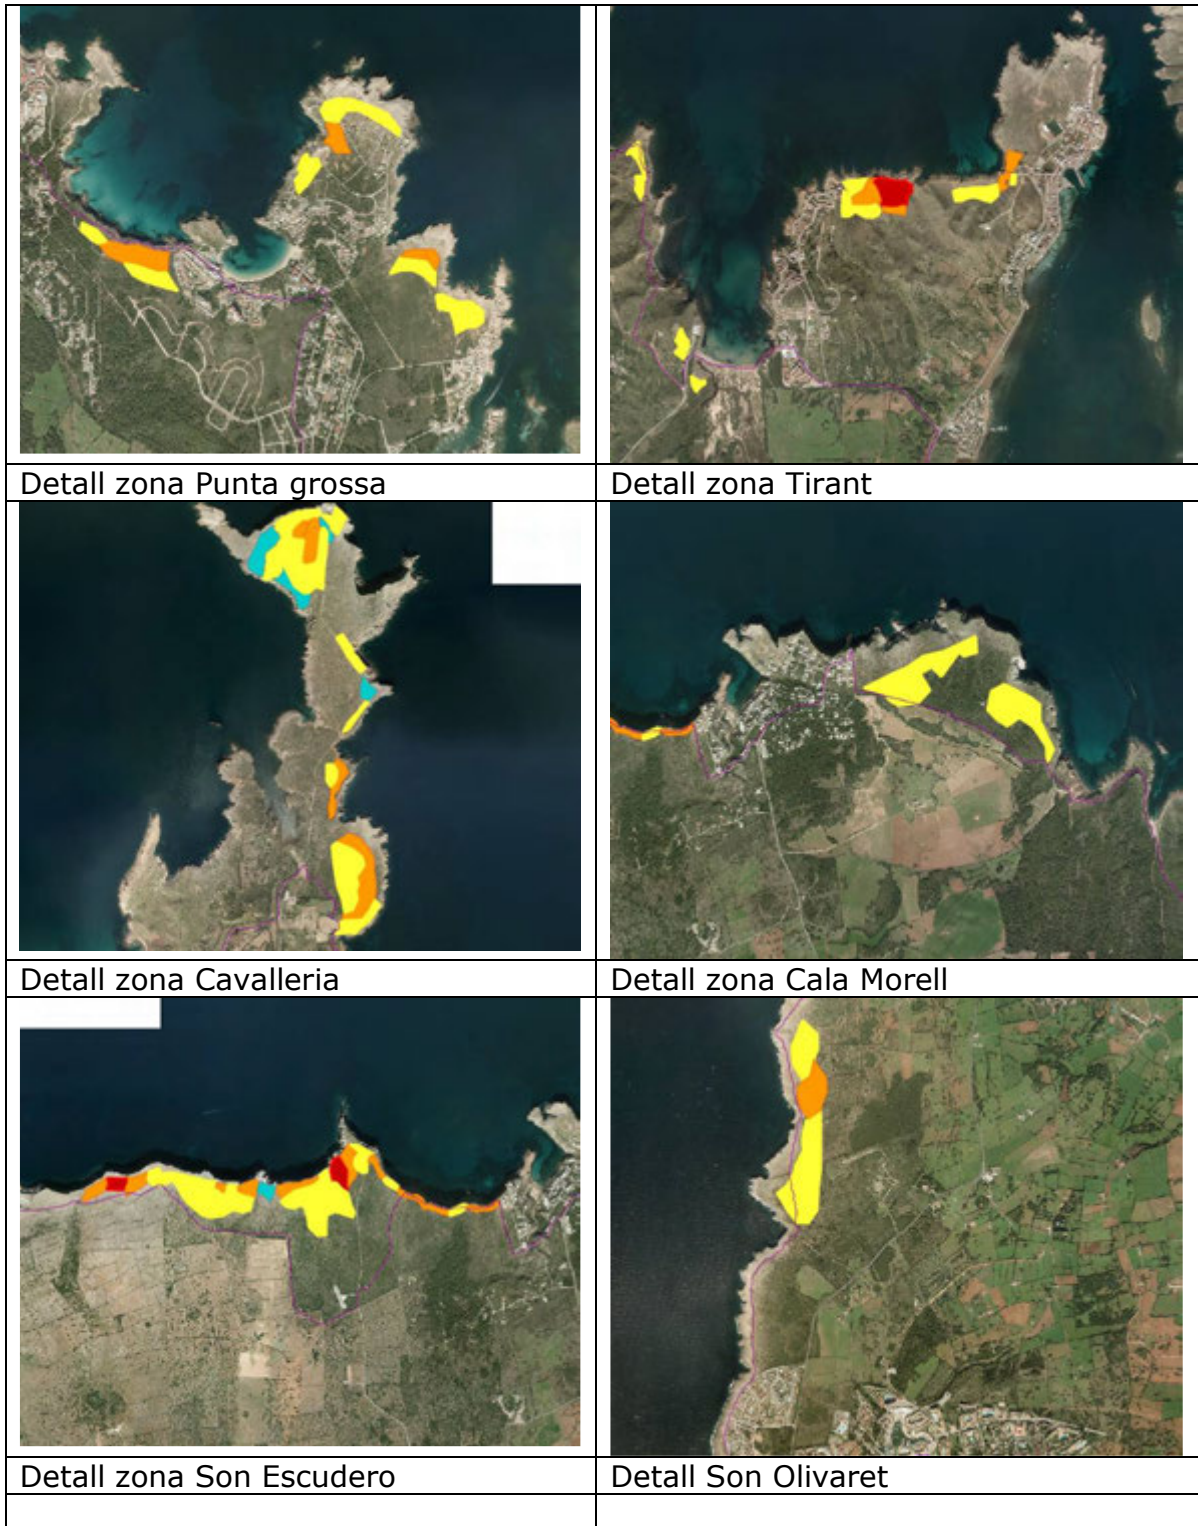 Detall zona Punta grossa
Detall zona Tirant
Detall zona Cavalleria
Detall zona Cala Morell
Detall zona Son Escudero
Detall Son Olivaret